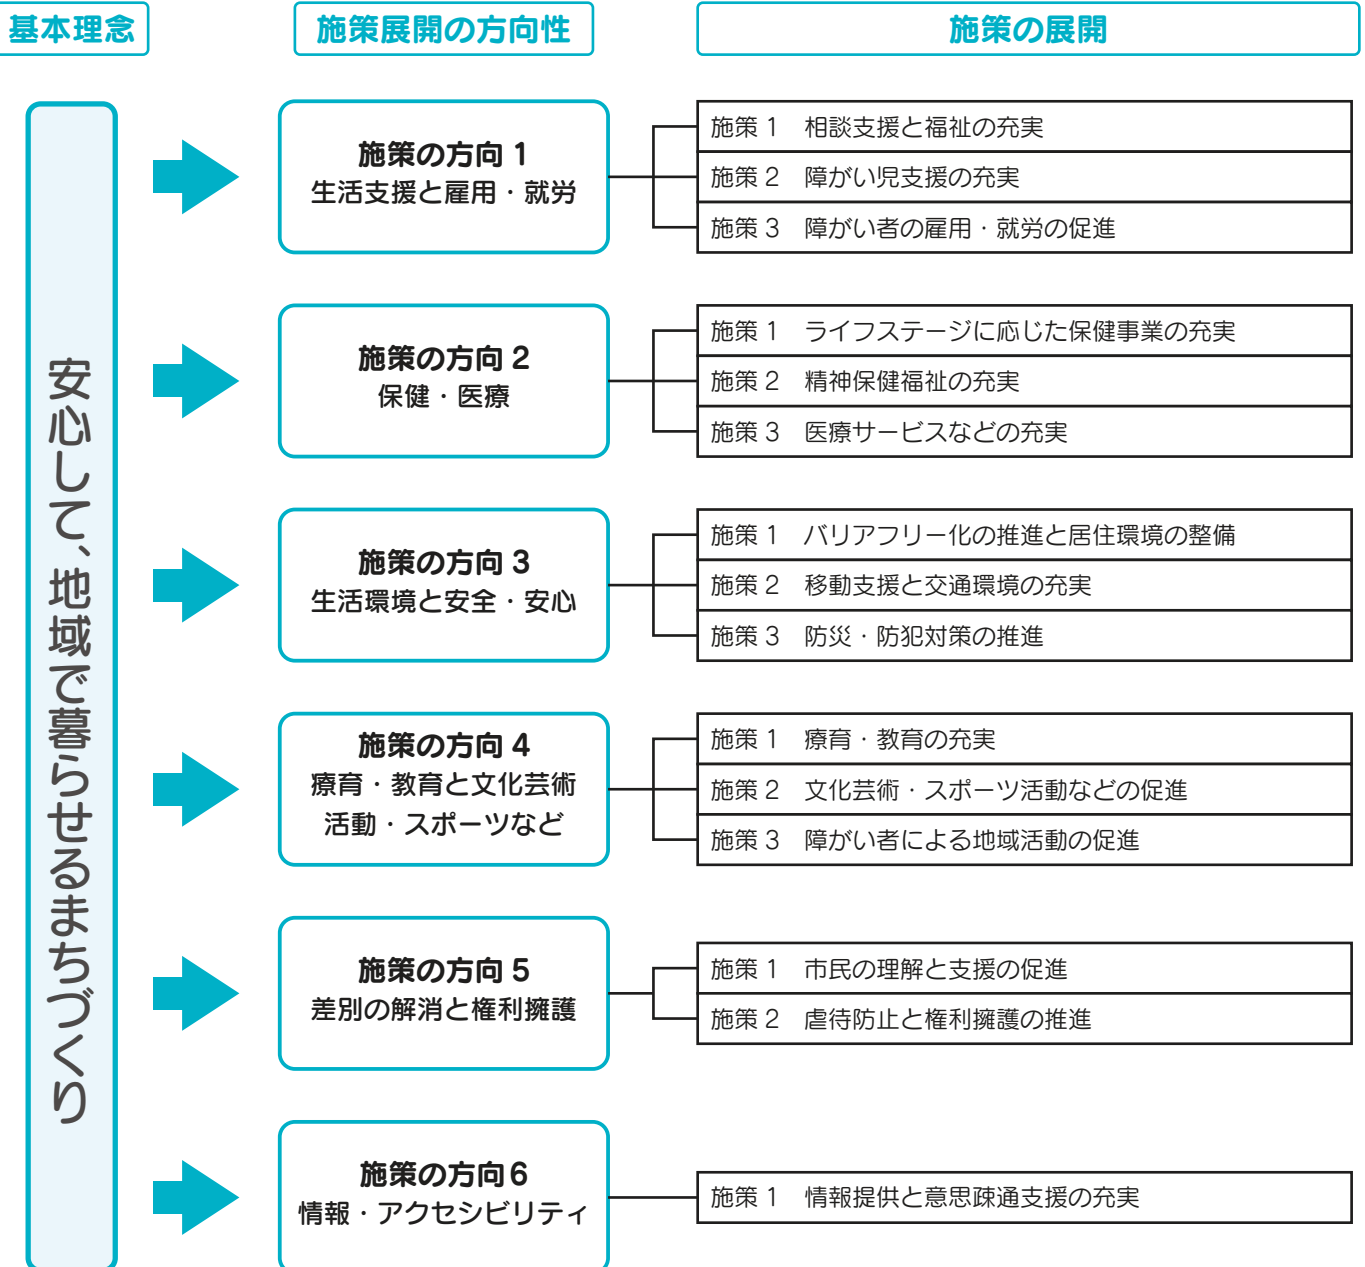 基本理念
施策展開の方向性
施策の展開
安心して、地域で暮らせるまちづくり
施策の方向 1
生活支援と雇用・就労
施策 1　相談支援と福祉の充実
施策 2　障がい児支援の充実
施策 3　障がい者の雇用・就労の促進
施策の方向 2
保健・医療
施策 1　ライフステージに応じた保健事業の充実
施策 2　精神保健福祉の充実
施策 3　医療サービスなどの充実
施策の方向 3
生活環境と安全・安心
施策 1　バリアフリー化の推進と居住環境の整備
施策 2　移動支援と交通環境の充実
施策 3　防災・防犯対策の推進
施策の方向 4
療育・教育と文化芸術
活動・スポーツなど
施策 1　療育・教育の充実
施策 2　文化芸術・スポーツ活動などの促進
施策 3　障がい者による地域活動の促進
施策の方向 5
差別の解消と権利擁護
施策 1　市民の理解と支援の促進
施策 2　虐待防止と権利擁護の推進
施策の方向 6
情報・アクセシビリティ
施策 1　情報提供と意思疎通支援の充実